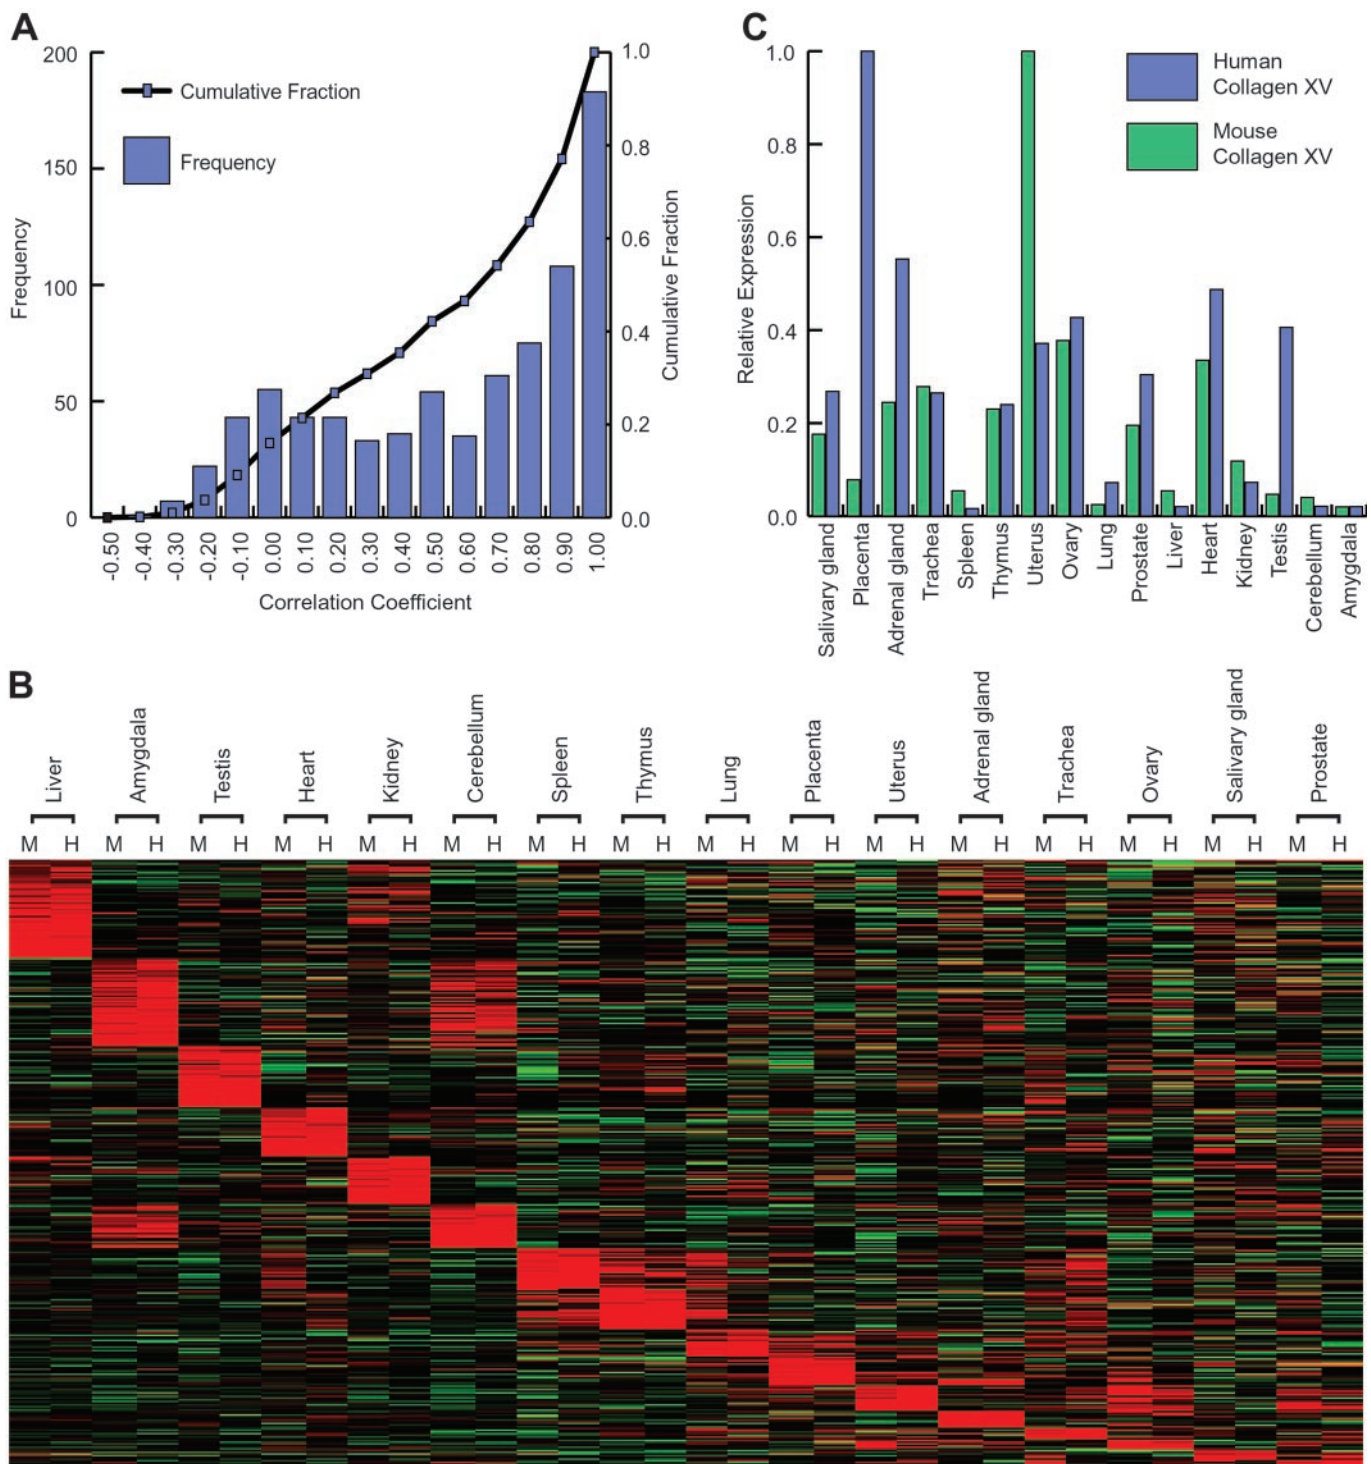 A
200
150
100
50
0
Frequency
Cumulative Fraction
Frequency
1.0
0.8
0.6
0.4
0.2
0.0
Cumulative Fraction
-0.50
-0.40
-0.30
-0.20
-0.10
0.00
0.10
0.20
0.30
0.40
0.50
0.60
0.70
0.80
0.90
1.00
Correlation Coefficient
C
1.0
0.8
0.6
0.4
0.2
0.0
Relative Expression
Human
Collagen XV
Mouse
Collagen XV
Salivary gland
Placenta
Adrenal gland
Trachea
Spleen
Thymus
Uterus
Ovary
Lung
Prostate
Liver
Heart
Kidney
Testis
Cerebellum
Amygdala
B
Liver
Amygdala
Testis
Heart
Kidney
Cerebellum
Spleen
Thymus
Lung
Placenta
Uterus
Adrenal gland
Trachea
Ovary
Salivary gland
Prostate
M H M H M H M H M H M H M H M H M H M H M H M H M H M H M H M H